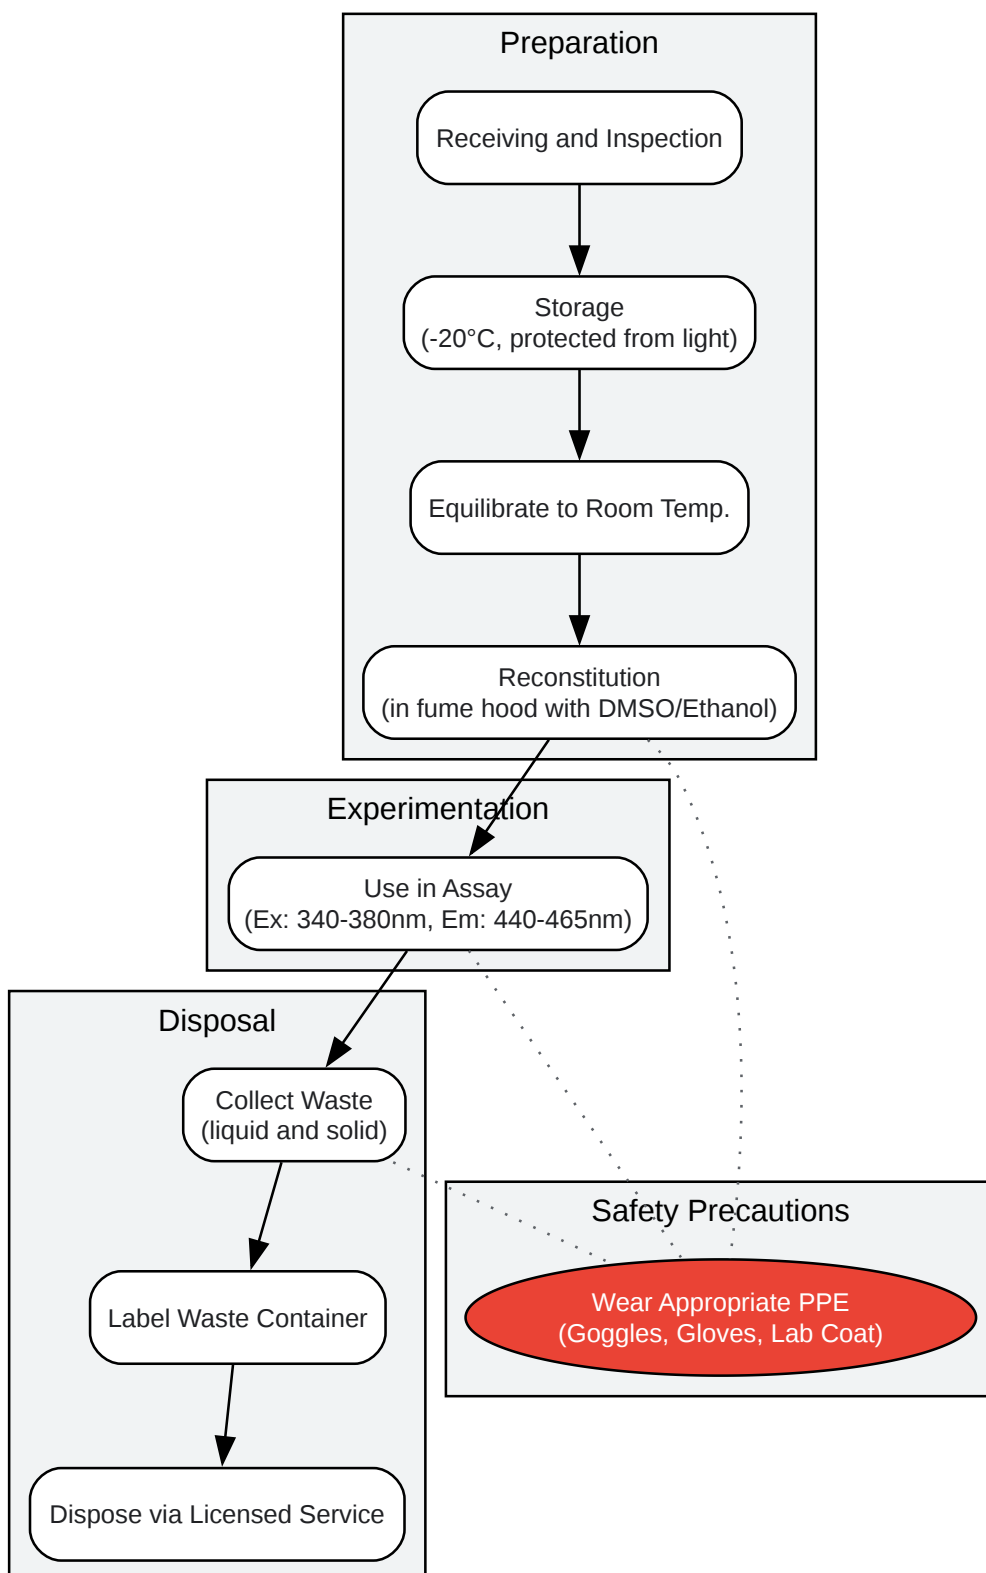 Preparation
Receiving and Inspection
Storage
(-20°C, protected from light)
Equilibrate to Room Temp.
Reconstitution
(in fume hood with DMSO/Ethanol)
Experimentation
Use in Assay
(Ex: 340-380nm, Em: 440-465nm)
Disposal
Collect Waste
(liquid and solid)
Label Waste Container
Dispose via Licensed Service
Safety Precautions
Wear Appropriate PPE
(Goggles, Gloves, Lab Coat)